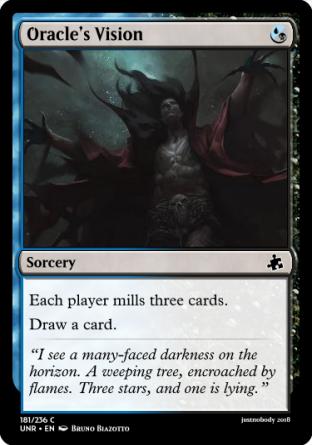 Oracle's Vision
Sorcery
Each player mills three cards.
Draw a card.
“I see a many-faced darkness on the
horizon. A weeping tree, encroached by
flames. Three stars, and one is lying.”
181/236 C
justnobody 2018
UNR • EN Bruno Biazotto